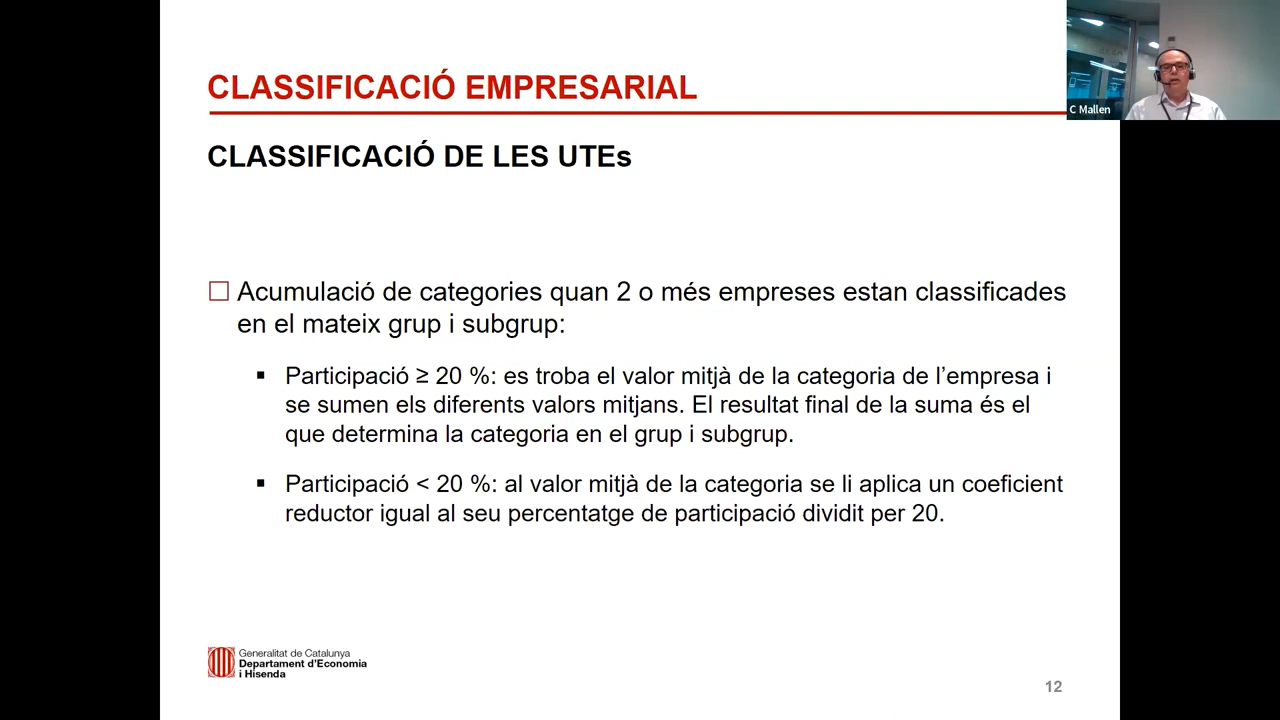 CLASSIFICACIÓ EMPRESARIAL
C Mallen
CLASSIFICACIÓ DE LES UTEs
Acumulació de categories quan 2 o més empreses estan classificades
en el mateix grup i subgrup:
▪ Participació ≥ 20 %: es troba el valor mitjà de la categoria de l’empresa i
se sumen els diferents valors mitjans. El resultat final de la suma és el
que determina la categoria en el grup i subgrup.
▪ Participació < 20 %: al valor mitjà de la categoria se li aplica un coeficient
reductor igual al seu percentatge de participació dividit per 20.
Generalitat de Catalunya
Departament d’Economia
i Hisenda
12